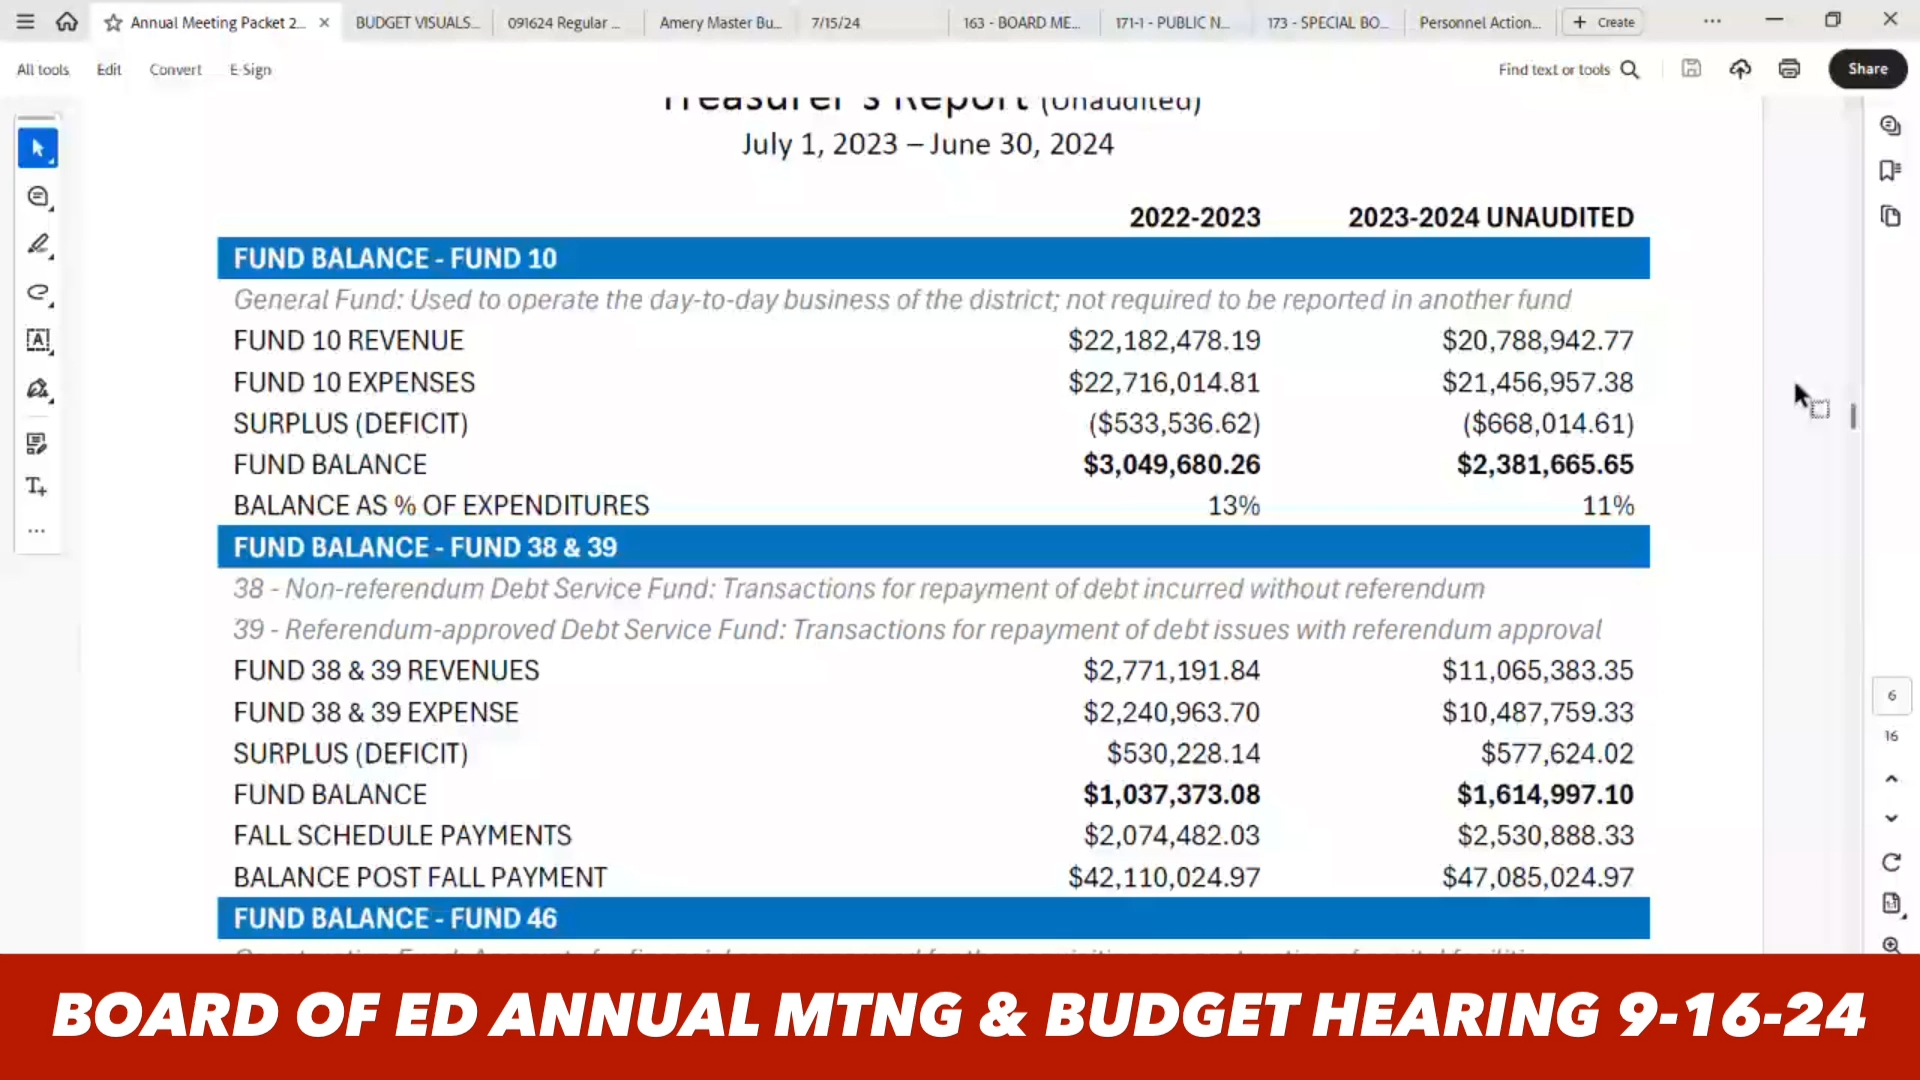 Annual Meeting Packet 2...
BUDGET VISUALS...
091624 Regular ...
Amery Master Bu...
7/15/24
163 - BOARD ME...
171-1 - PUBLIC N...
173 - SPECIAL BO...
Personnel Action...
+ Create
All tools
Edit
Convert
E-Sign
Find text or tools
Share
Treasurer's Report (Unaudited)
July 1, 2023 – June 30, 2024
2022-2023 2023-2024 UNAUDITED
FUND BALANCE - FUND 10
General Fund: Used to operate the day-to-day business of the district; not required to be reported in another fund
FUND 10 REVENUE $22,182,478.19 $20,788,942.77
FUND 10 EXPENSES $22,716,014.81 $21,456,957.38
SURPLUS (DEFICIT) ($533,536.62) ($668,014.61)
FUND BALANCE $3,049,680.26 $2,381,665.65
BALANCE AS % OF EXPENDITURES 13% 11%
FUND BALANCE - FUND 38 & 39
38 - Non-referendum Debt Service Fund: Transactions for repayment of debt incurred without referendum
39 - Referendum-approved Debt Service Fund: Transactions for repayment of debt issues with referendum approval
FUND 38 & 39 REVENUES $2,771,191.84 $11,065,383.35
FUND 38 & 39 EXPENSE $2,240,963.70 $10,487,759.33
SURPLUS (DEFICIT) $530,228.14 $577,624.02
FUND BALANCE $1,037,373.08 $1,614,997.10
FALL SCHEDULE PAYMENTS $2,074,482.03 $2,530,888.33
BALANCE POST FALL PAYMENT $42,110,024.97 $47,085,024.97
FUND BALANCE - FUND 46
6
16
BOARD OF ED ANNUAL MTNG & BUDGET HEARING 9-16-24